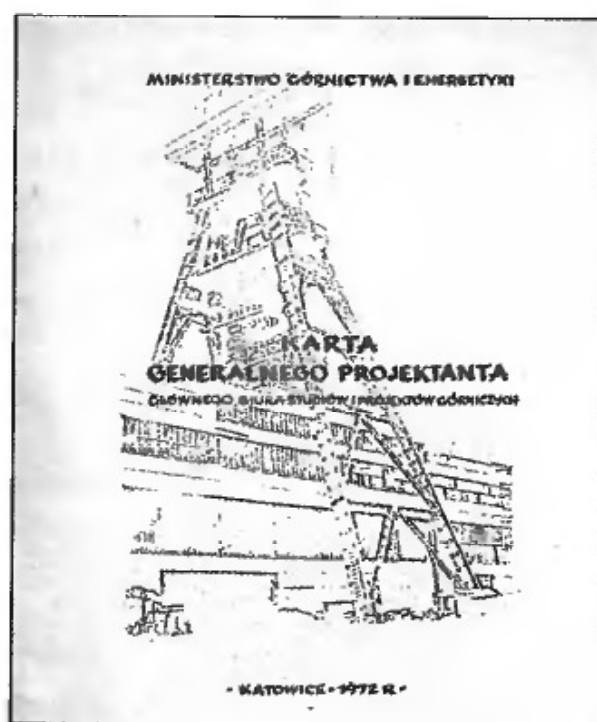 MINISTERSTWO GÓRNICTWA I ENERGETYKI
KARTA
GENERALNEGO PROJEKTANTA
GŁÓWNEGO BIURA STUDIÓW I PROJEKTÓW GÓRNICZYCH
- KATOWICE - 1972 R -